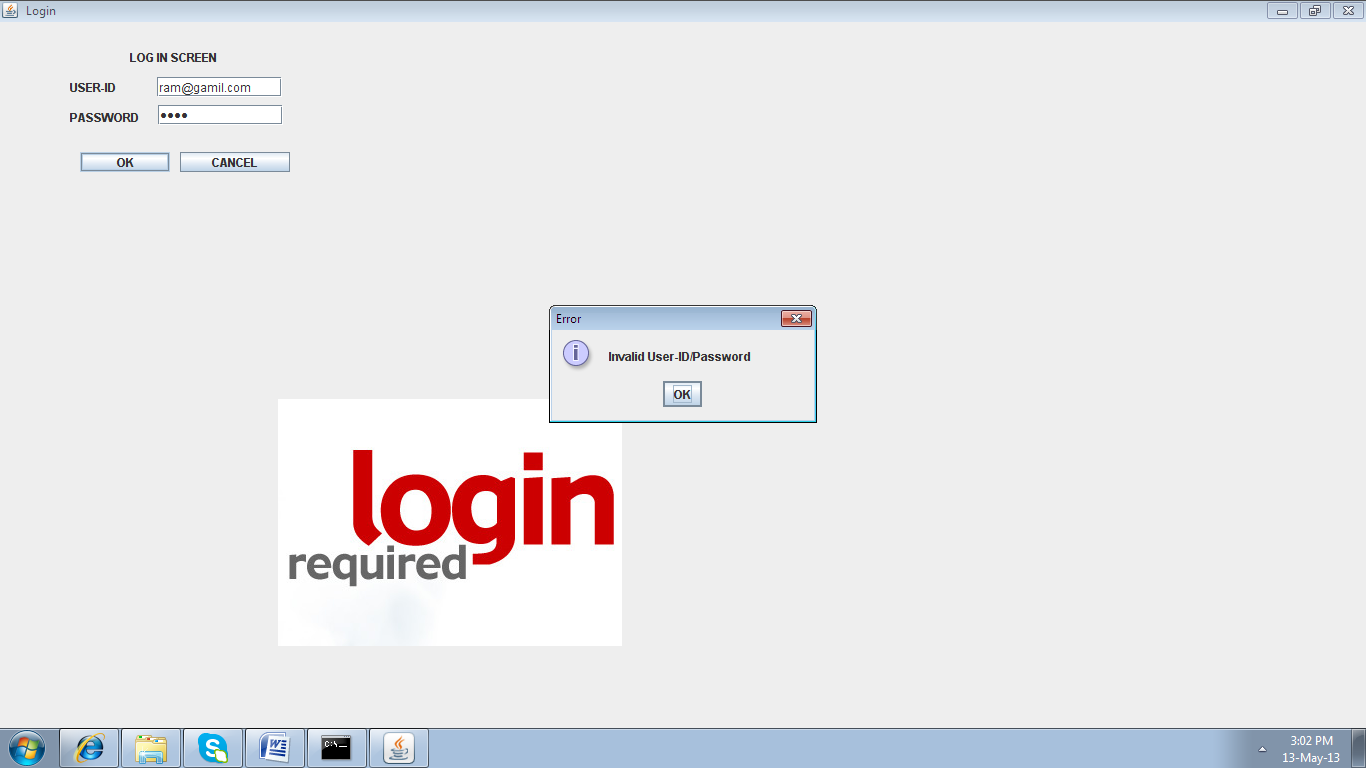 Login
LOG IN SCREEN
USER-ID ram@gamil.com
PASSWORD ••••
OK CANCEL
Error
i
Invalid User-ID/Password
OK
login
required
C:\_
3:02 PM
13-May-13